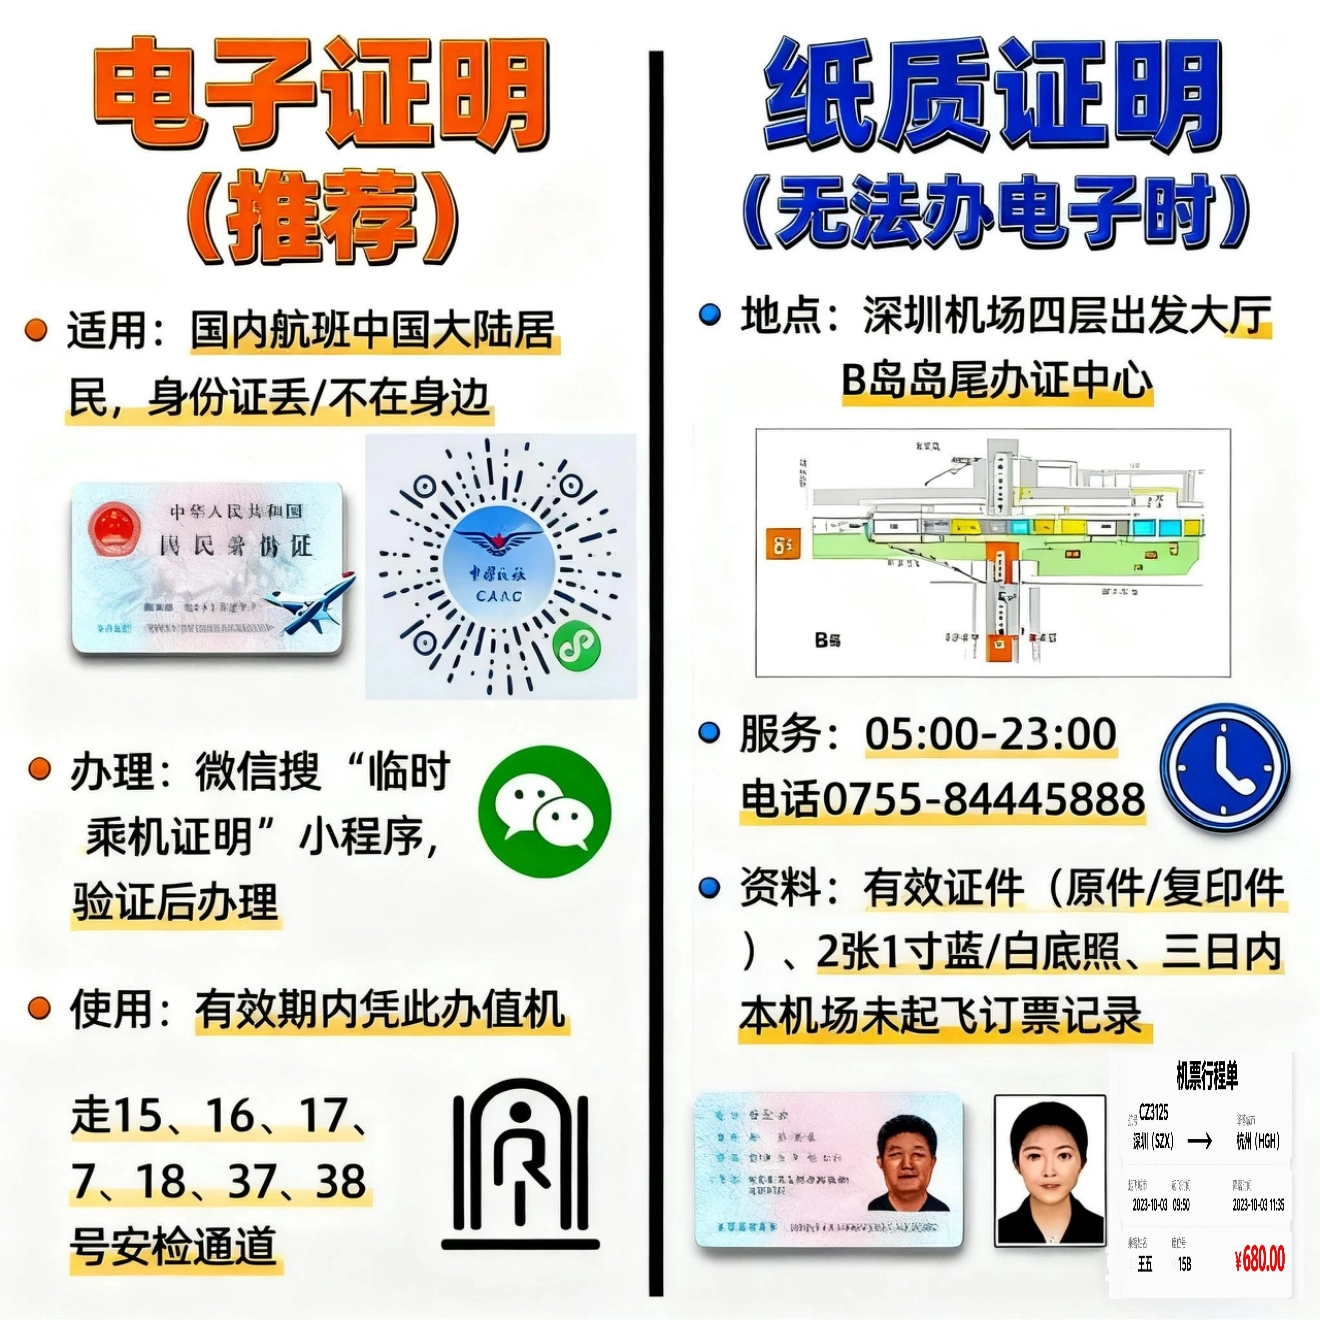 电子证明
（推荐）
适用：国内航班中国大陆居
民，身份证丢/不在身边
中华人民共和国
民民身份证
CAAC
办理：微信搜 “临时
乘机证明” 小程序，
验证后办理
使用：有效期内凭此办值机
走15、16、17、
7、18、37、38
号安检通道
纸质证明
（无法办电子时）
地点：深圳机场四层出发大厅
B岛岛尾办证中心
B岛
服务：05:00-23:00
电话0755-84445888
资料：有效证件（原件/复印件
）、2张1寸蓝/白底照、三日内
本机场未起飞订票记录
机票行程单
CZ3125
深圳（SZX） → 杭州（HGH）
2023-10-03 09:50 2023-10-03 11:35
王五 15B ¥680.00